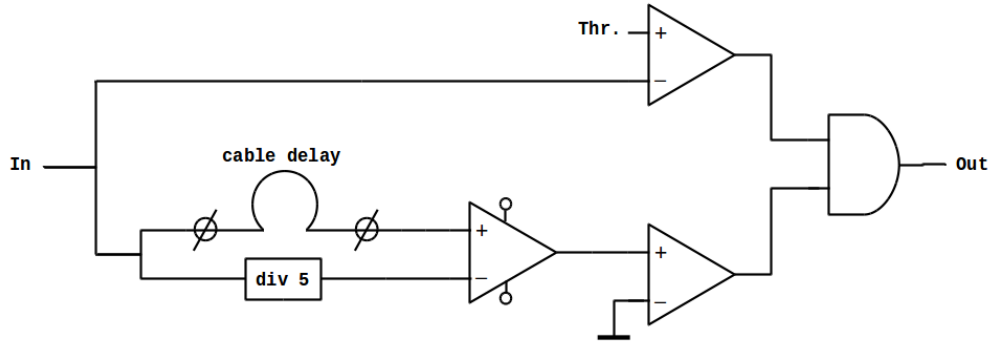 Thr.
+
−
In
cable delay
+
−
div 5
+
−
Out